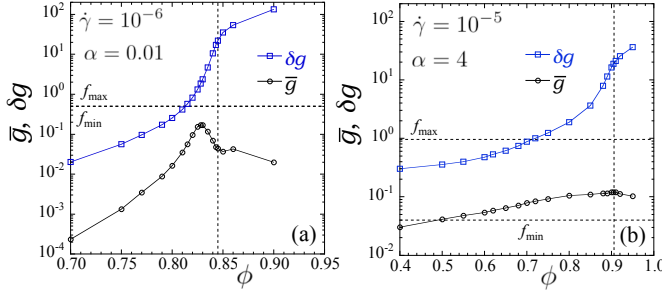 γ̇ = 10⁻⁶
α = 0.01
δg
g̅
f_max
f_min
g̅, δg
10³
10²
10¹
10⁰
10⁻¹
10⁻²
10⁻³
10⁻⁴
0.70 0.75 0.80 0.85 0.90 0.95
ϕ
(a)
γ̇ = 10⁻⁵
α = 4
δg
g̅
f_max
f_min
g̅, δg
10²
10¹
10⁰
10⁻¹
10⁻²
0.4 0.5 0.6 0.7 0.8 0.9 1.0
ϕ
(b)